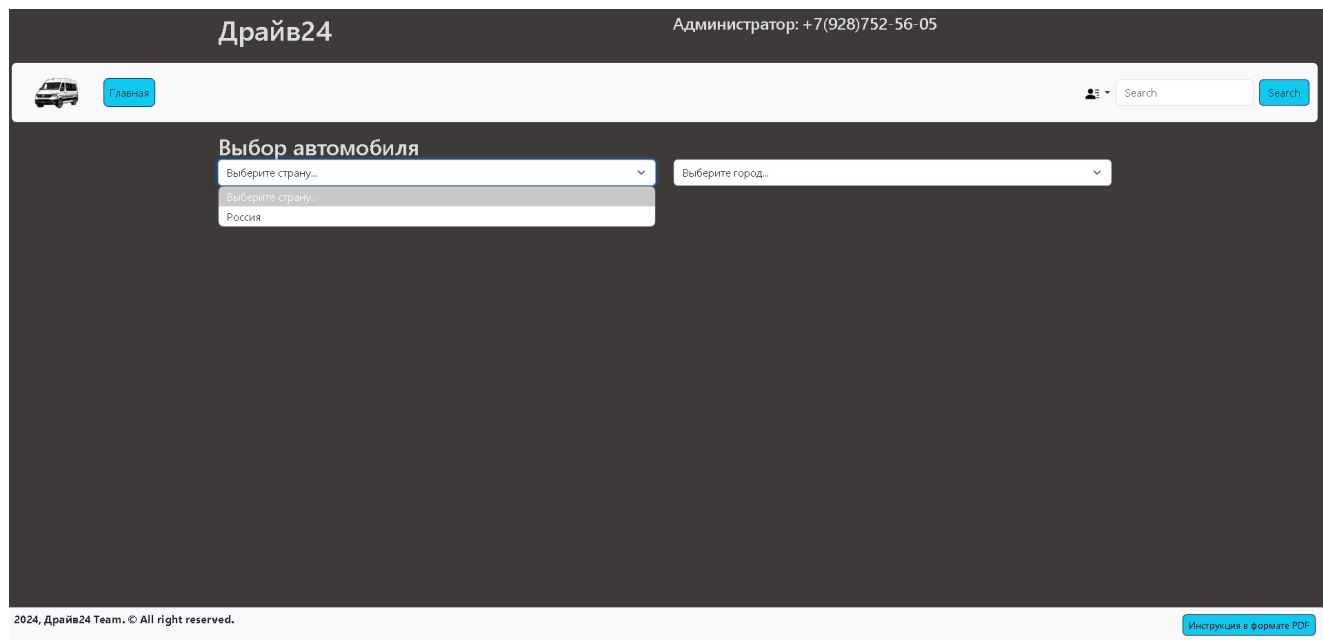 Драйв24
Администратор: +7(928)752-56-05
Главная
Search
Search
Выбор автомобиля
Выберите страну...
Выберите город...
Выберите страну...
Россия
2024, Драйв24 Team. © All right reserved.
Инструкция в формате PDF